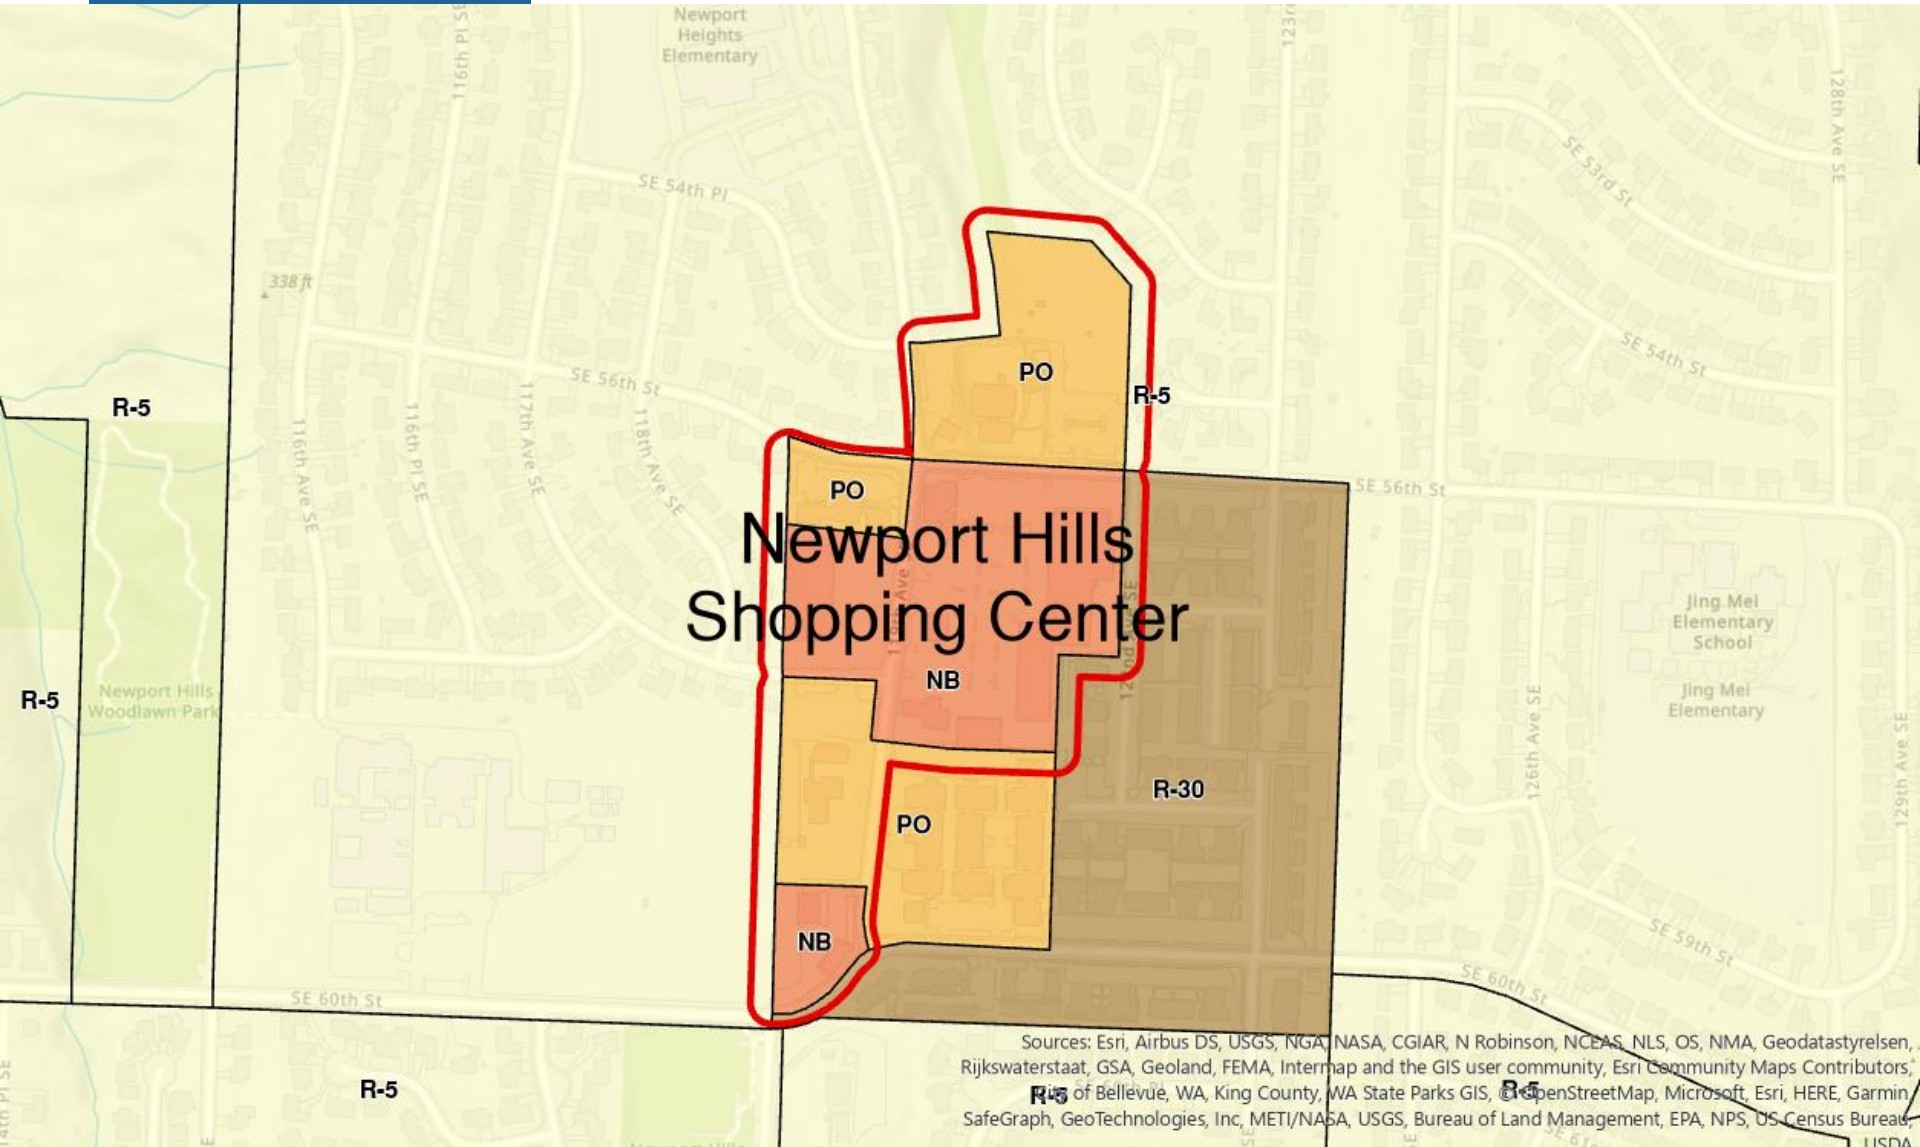 Newport
Heights
Elementary
116th Pl SE
128th Ave SE
SE 54th Pl
SE 53rd St
338 ft
R-5
SE 56th St
PO
R-5
SE 54th St
116th Ave SE
116th Pl SE
117th Ave SE
118th Ave SE
PO
SE 56th St
Newport Hills
Shopping Center
Jing Mei
Elementary
School
Jing Mei
Elementary
NB
R-5
Newport Hills
Woodlawn Park
126th Ave SE
129th Ave SE
R-30
PO
NB
SE 59th St
SE 60th St
SE 60th St
R-5
R-5
R-5
Sources: Esri, Airbus DS, USGS, NGA, NASA, CGIAR, N Robinson, NCEAS, NLS, OS, NMA, Geodatastyrelsen,
Rijkswaterstaat, GSA, Geoland, FEMA, Intermap and the GIS user community, Esri Community Maps Contributors,
City of Bellevue, WA, King County, WA State Parks GIS, © OpenStreetMap, Microsoft, Esri, HERE, Garmin,
SafeGraph, GeoTechnologies, Inc, METI/NASA, USGS, Bureau of Land Management, EPA, NPS, US Census Bureau,
USDA